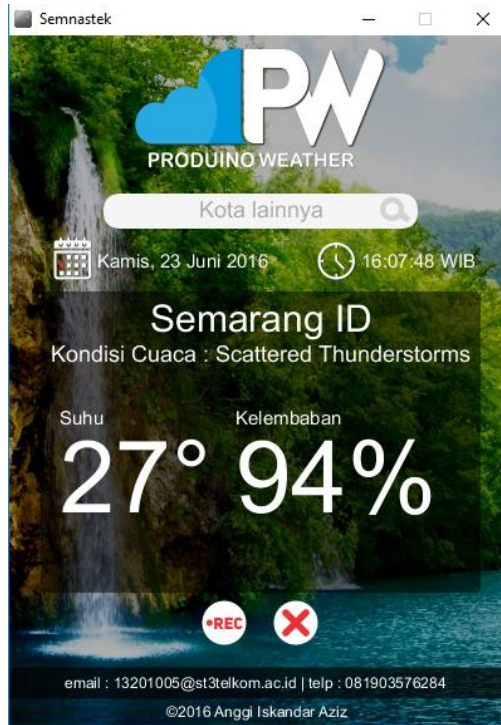 Semnastek
PW
PRODUINO WEATHER
Kota lainnya
Kamis, 23 Juni 2016
16:07:48 WIB
Semarang ID
Kondisi Cuaca : Scattered Thunderstorms
Suhu
Kelembaban
27°
94%
•REC
email : 13201005@st3telkom.ac.id | telp : 081903576284
©2016 Anggi Iskandar Aziz